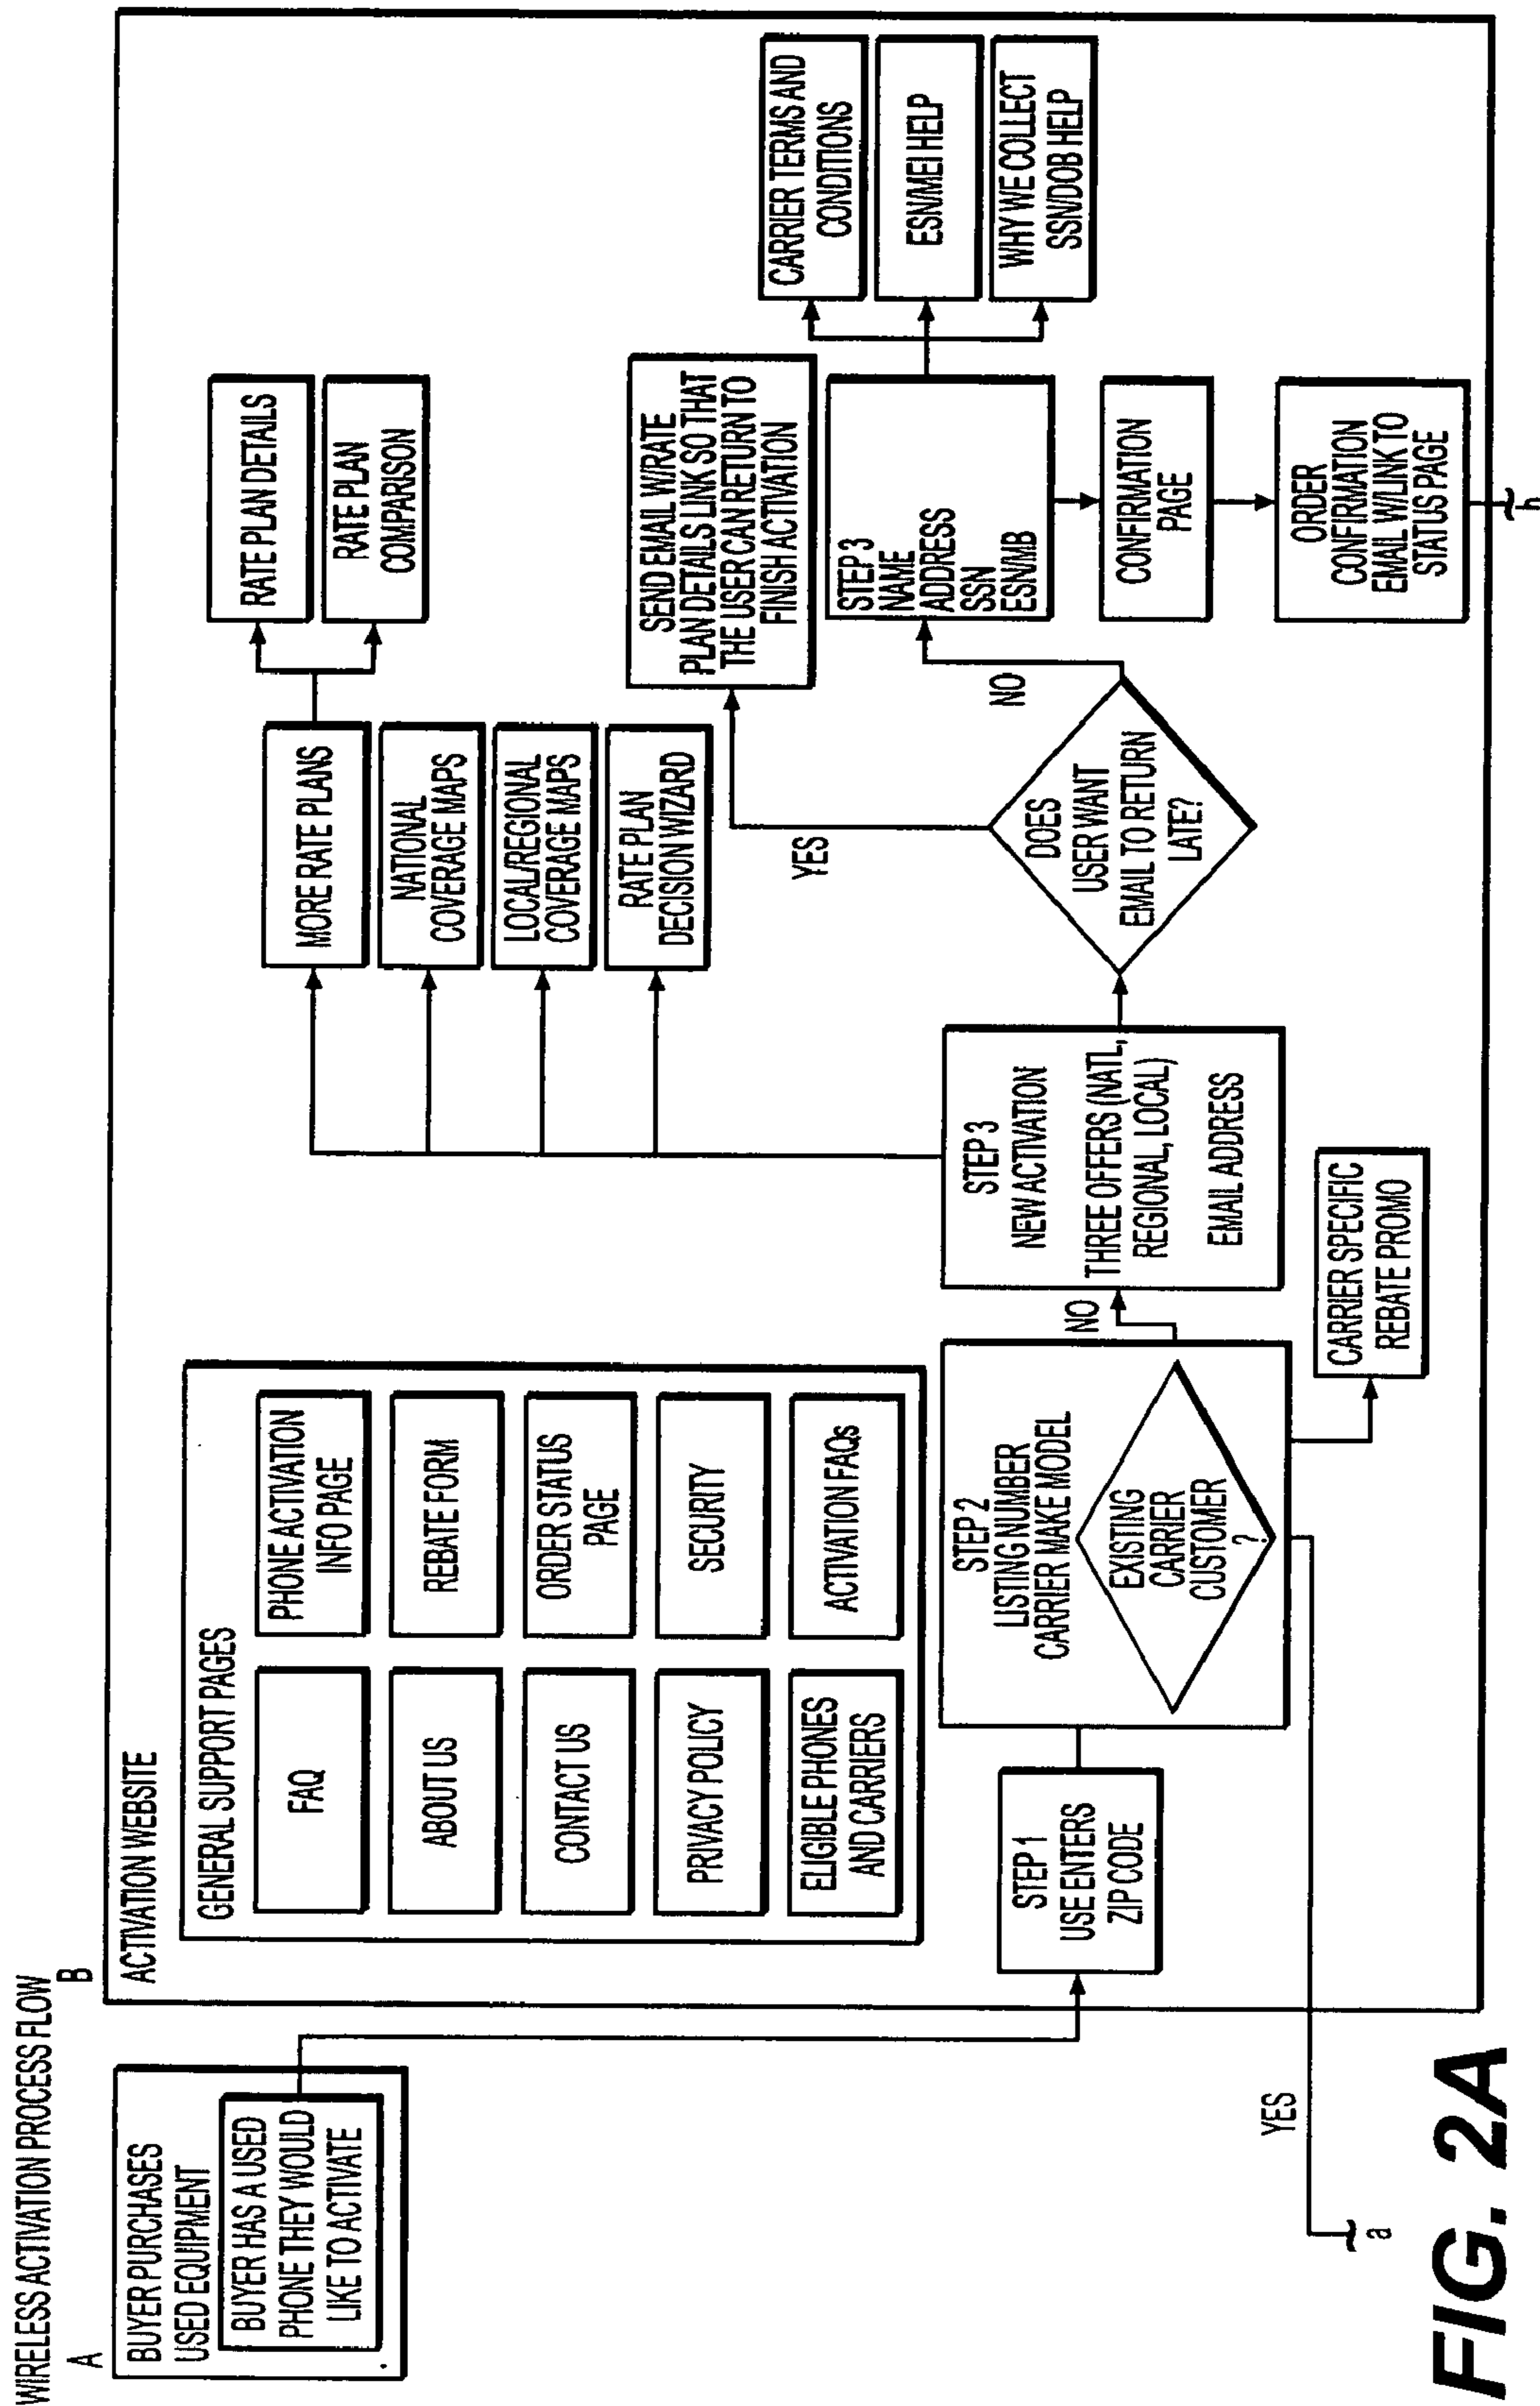 WIRELESS ACTIVATION PROCESS FLOW
A
BUYER PURCHASES
USED EQUIPMENT
BUYER HAS A USED
PHONE THEY WOULD
LIKE TO ACTIVATE
B
ACTIVATION WEBSITE
GENERAL SUPPORT PAGES
FAQ
PHONE ACTIVATION
INFO PAGE
ABOUT US
REBATE FORM
CONTACT US
ORDER STATUS
PAGE
PRIVACY POLICY
SECURITY
ELIGIBLE PHONES
AND CARRIERS
ACTIVATION FAQs
STEP 1
USE ENTERS
ZIP CODE
STEP 2
LISTING NUMBER
CARRIER MAKE MODEL
EXISTING
CARRIER
CUSTOMER
?
YES
a
NO
CARRIER SPECIFIC
REBATE PROMO
STEP 3
NEW ACTIVATION
THREE OFFERS (NATL,
REGIONAL, LOCAL)
EMAIL ADDRESS
MORE RATE PLANS
NATIONAL
COVERAGE MAPS
LOCAL/REGIONAL
COVERAGE MAPS
RATE PLAN
DECISION WIZARD
RATE PLAN DETAILS
RATE PLAN
COMPARISON
DOES
USER WANT
EMAIL TO RETURN
LATE?
YES
NO
SEND EMAIL W/RATE
PLAN DETAILS LINK SO THAT
THE USER CAN RETURN TO
FINISH ACTIVATION
STEP 3
NAME
ADDRESS
SSN
ESN/MB
CARRIER TERMS AND
CONDITIONS
ESN/MEI HELP
WHY WE COLLECT
SSN/DOB HELP
CONFIRMATION
PAGE
ORDER
CONFIRMATION
EMAIL W/LINK TO
STATUS PAGE
b
FIG. 2A